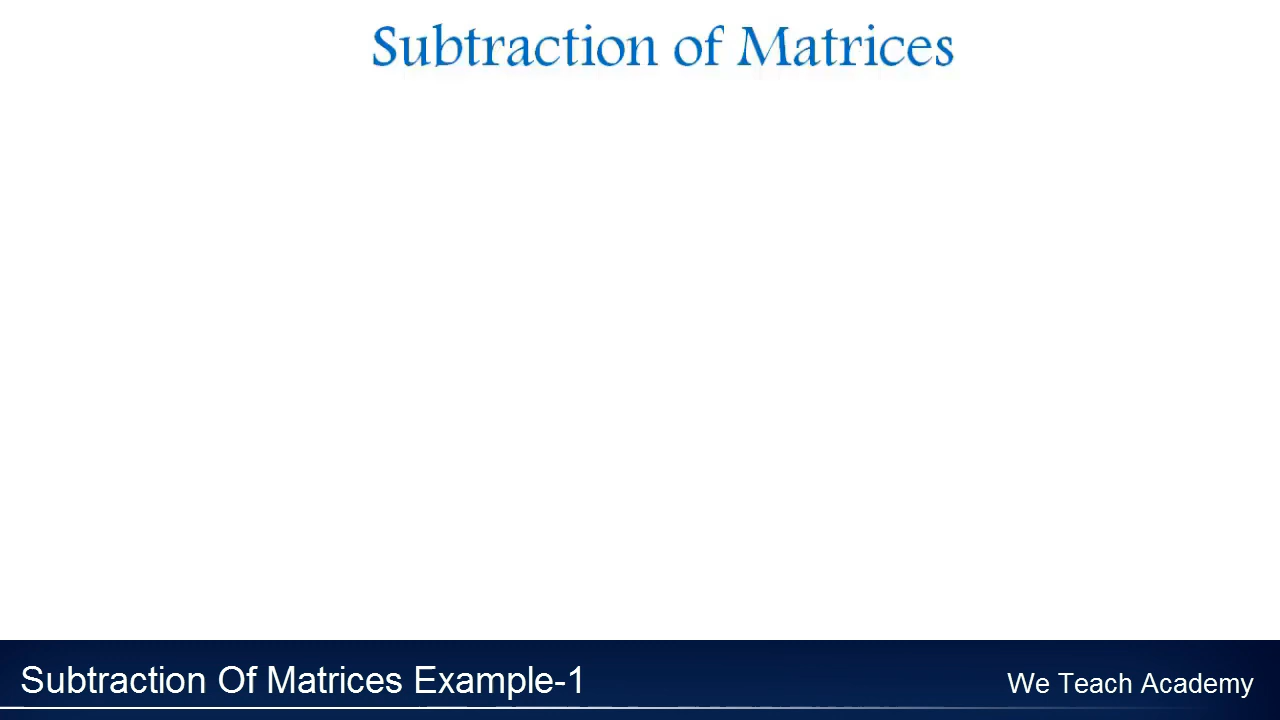 Subtraction of Matrices
Subtraction Of Matrices Example-1
We Teach Academy